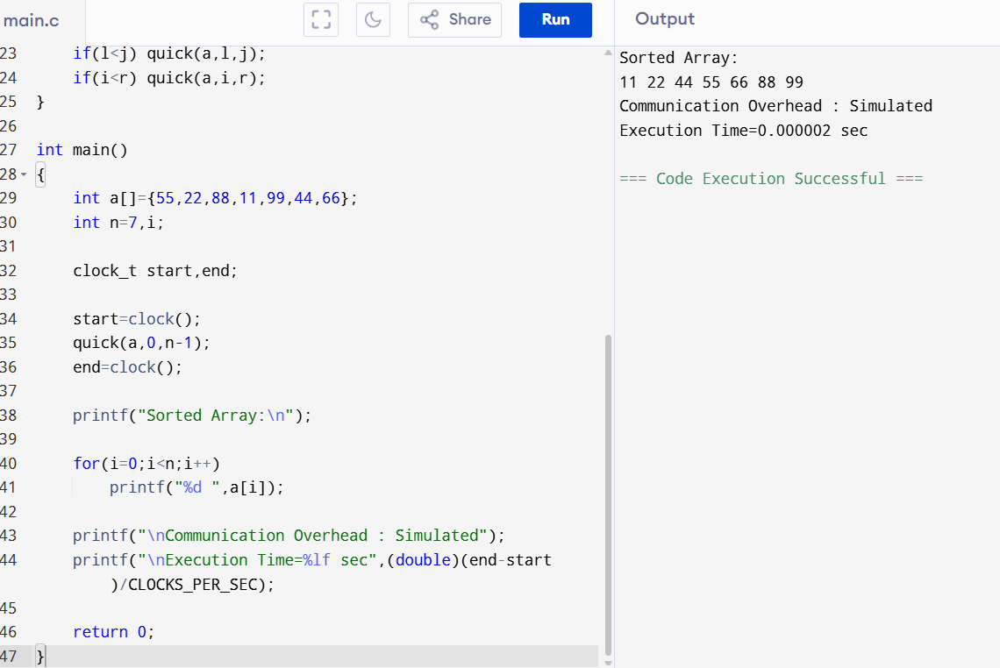 main.c
Share
Run
Output
23 if(l<j) quick(a,l,j);
24 if(i<r) quick(a,i,r);
25 }
26
27 int main()
28 {
29 int a[]={55,22,88,11,99,44,66};
30 int n=7,i;
31
32 clock_t start,end;
33
34 start=clock();
35 quick(a,0,n-1);
36 end=clock();
37
38 printf("Sorted Array:\n");
39
40 for(i=0;i<n;i++)
41 printf("%d ",a[i]);
42
43 printf("\nCommunication Overhead : Simulated");
44 printf("\nExecution Time=%lf sec",(double)(end-start
)/CLOCKS_PER_SEC);
45
46 return 0;
47 }
Sorted Array:
11 22 44 55 66 88 99
Communication Overhead : Simulated
Execution Time=0.000002 sec
=== Code Execution Successful ===